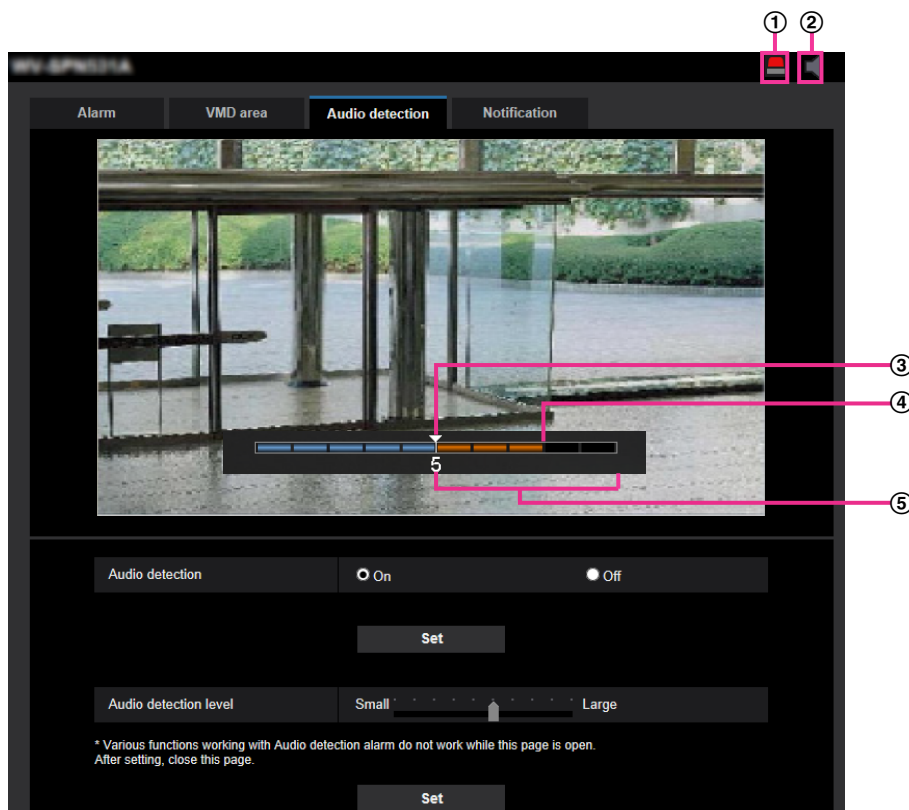 ① ②
Alarm VMD area Audio detection Notification
③
④
5
⑤
Audio detection On Off
Set
Audio detection level Small Large
* Various functions working with Audio detection alarm do not work while this page is open.
After setting, close this page.
Set